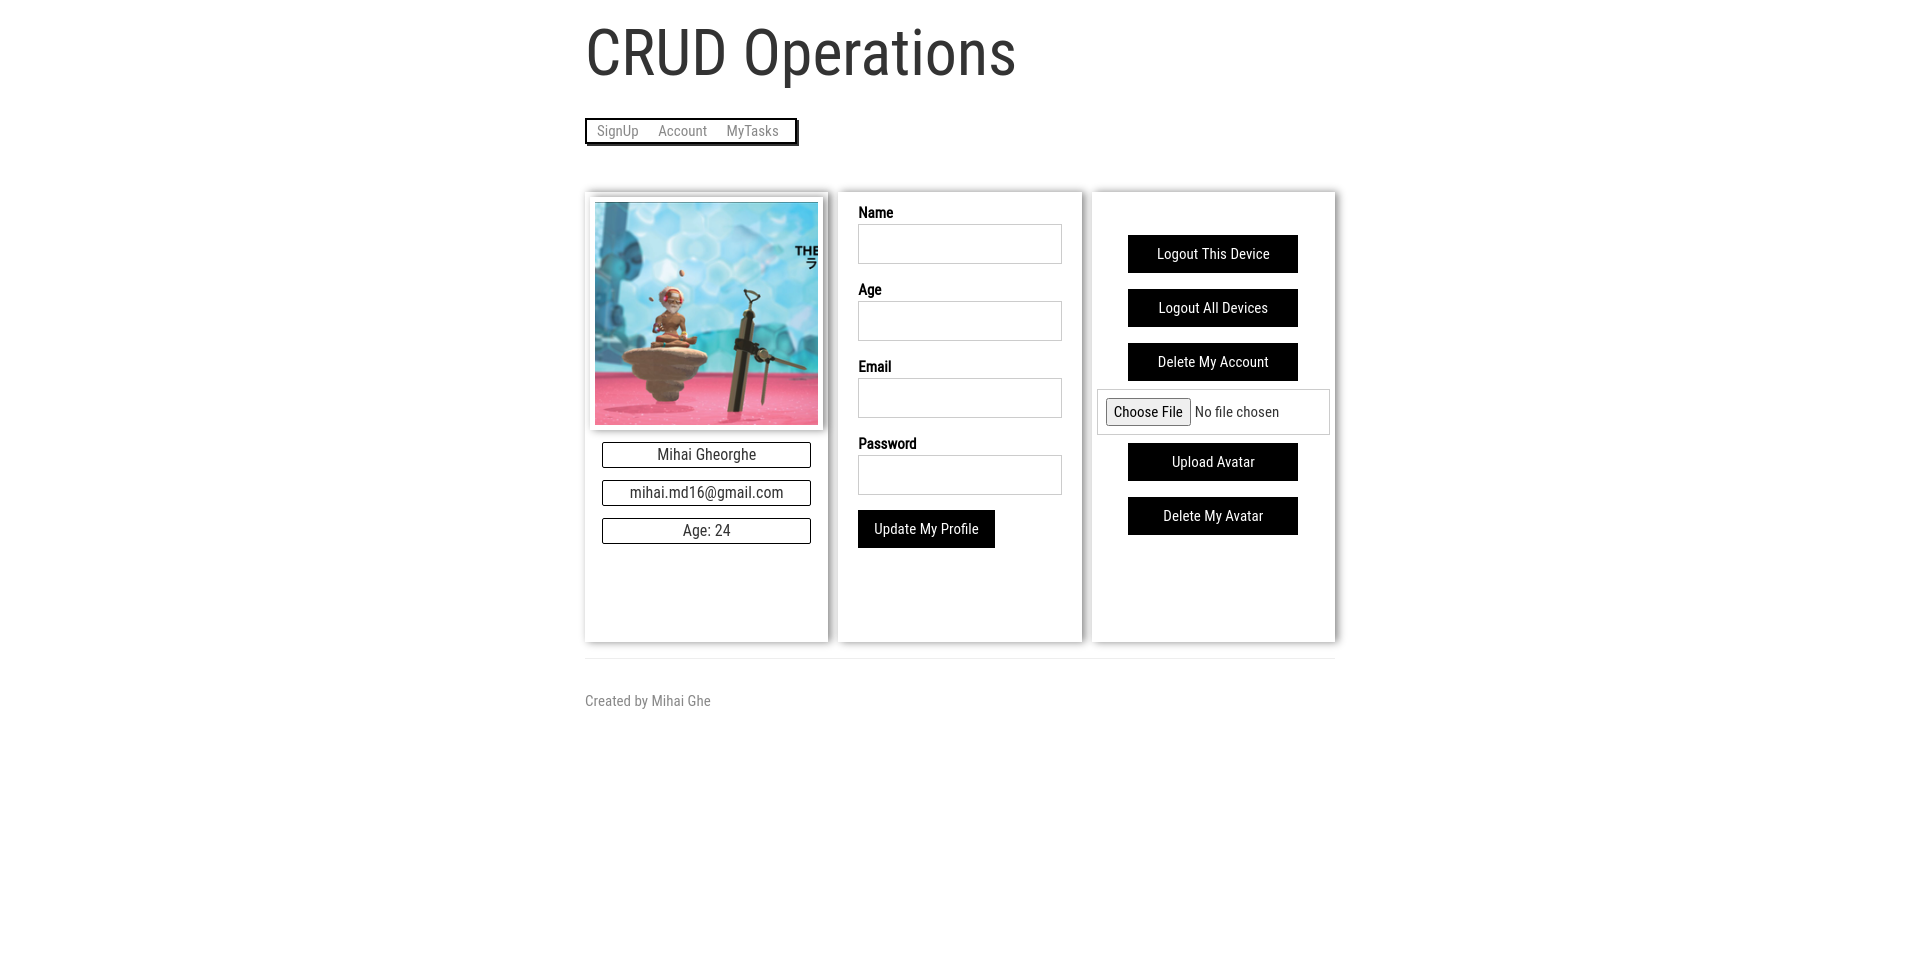 CRUD Operations
SignUp Account MyTasks
THE
ラ
Mihai Gheorghe
mihai.md16@gmail.com
Age: 24
Name
Age
Email
Password
Update My Profile
Logout This Device
Logout All Devices
Delete My Account
Choose File No file chosen
Upload Avatar
Delete My Avatar
Created by Mihai Ghe